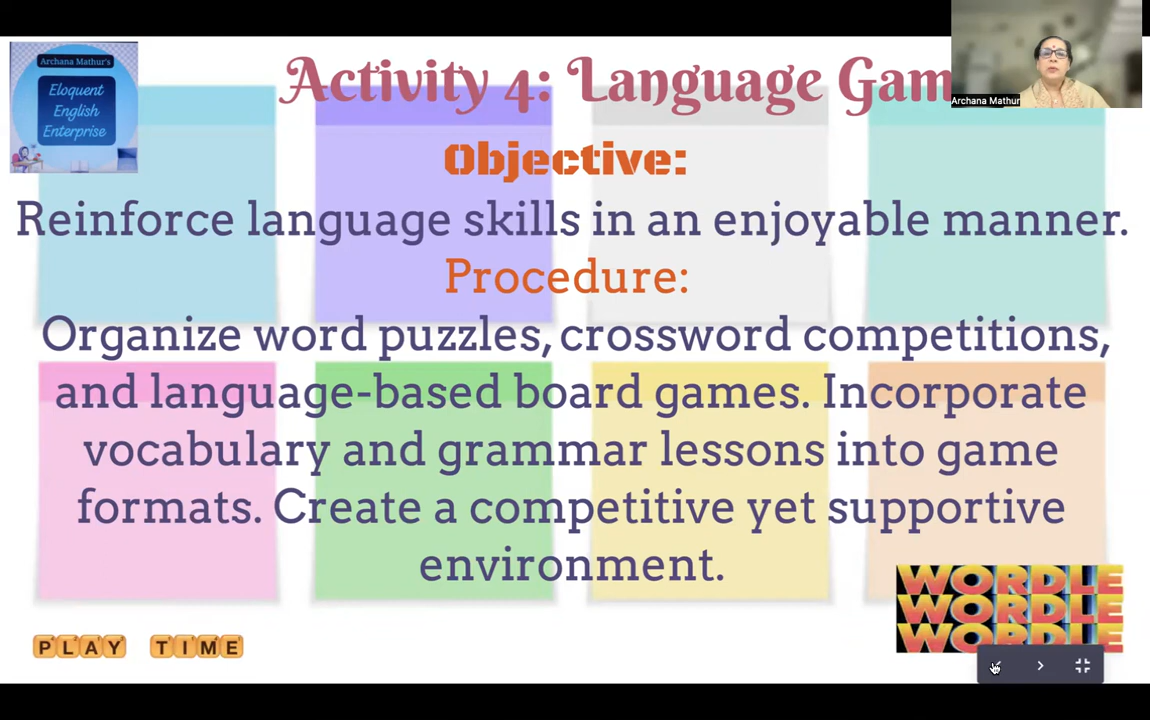 Archana Mathur's
Eloquent
English
Enterprise
Activity 4: Language Gam
Archana Mathur
Objective:
Reinforce language skills in an enjoyable manner.
Procedure:
Organize word puzzles, crossword competitions,
and language-based board games. Incorporate
vocabulary and grammar lessons into game
formats. Create a competitive yet supportive
environment.
WORDLE
WORDLE
WORDLE
PLAY TIME